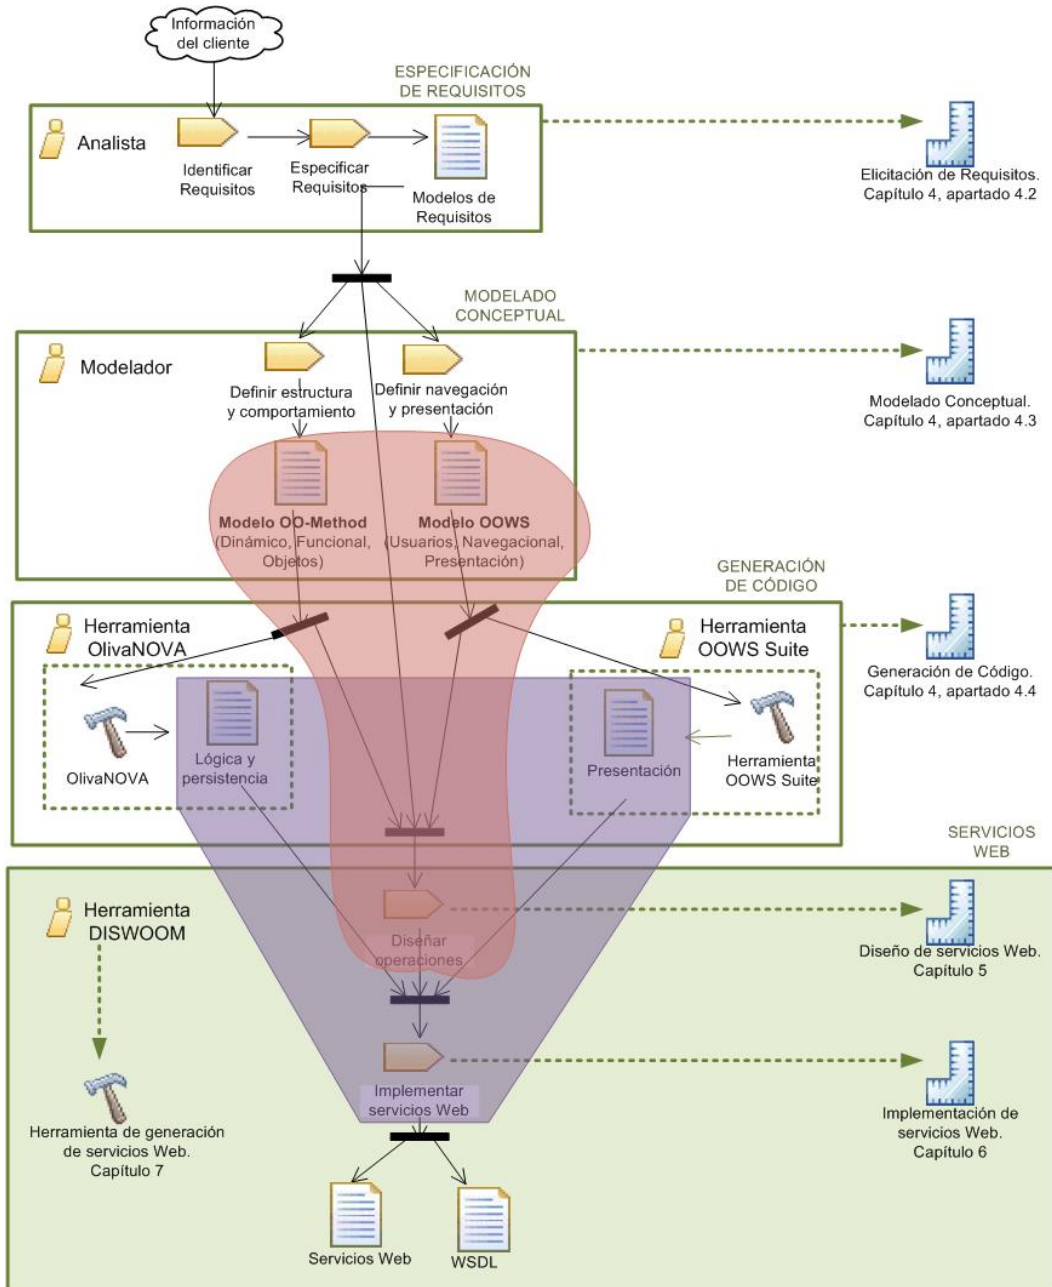 Información
del cliente
ESPECIFICACIÓN
DE REQUISITOS
Analista
Identificar
Requisitos
Especificar
Requisitos
Modelos de
Requisitos
Elicitación de Requisitos.
Capítulo 4, apartado 4.2
MODELADO
CONCEPTUAL
Modelador
Definir estructura
y comportamiento
Definir navegación
y presentación
Modelado Conceptual.
Capítulo 4, apartado 4.3
Modelo OO-Method
(Dinámico, Funcional,
Objetos)
Modelo OOWS
(Usuarios, Navegacional,
Presentación)
GENERACIÓN
DE CÓDIGO
Herramienta
OlivaNOVA
Herramienta
OOWS Suite
Generación de Código.
Capítulo 4, apartado 4.4
OlivaNOVA
Lógica y
persistencia
Presentación
Herramienta
OOWS Suite
SERVICIOS
WEB
Herramienta
DISWOOM
Diseñar
operaciones
Diseño de servicios Web.
Capítulo 5
Implementar
servicios Web
Herramienta de generación
de servicios Web.
Capítulo 7
Implementación de
servicios Web.
Capítulo 6
Servicios Web
WSDL